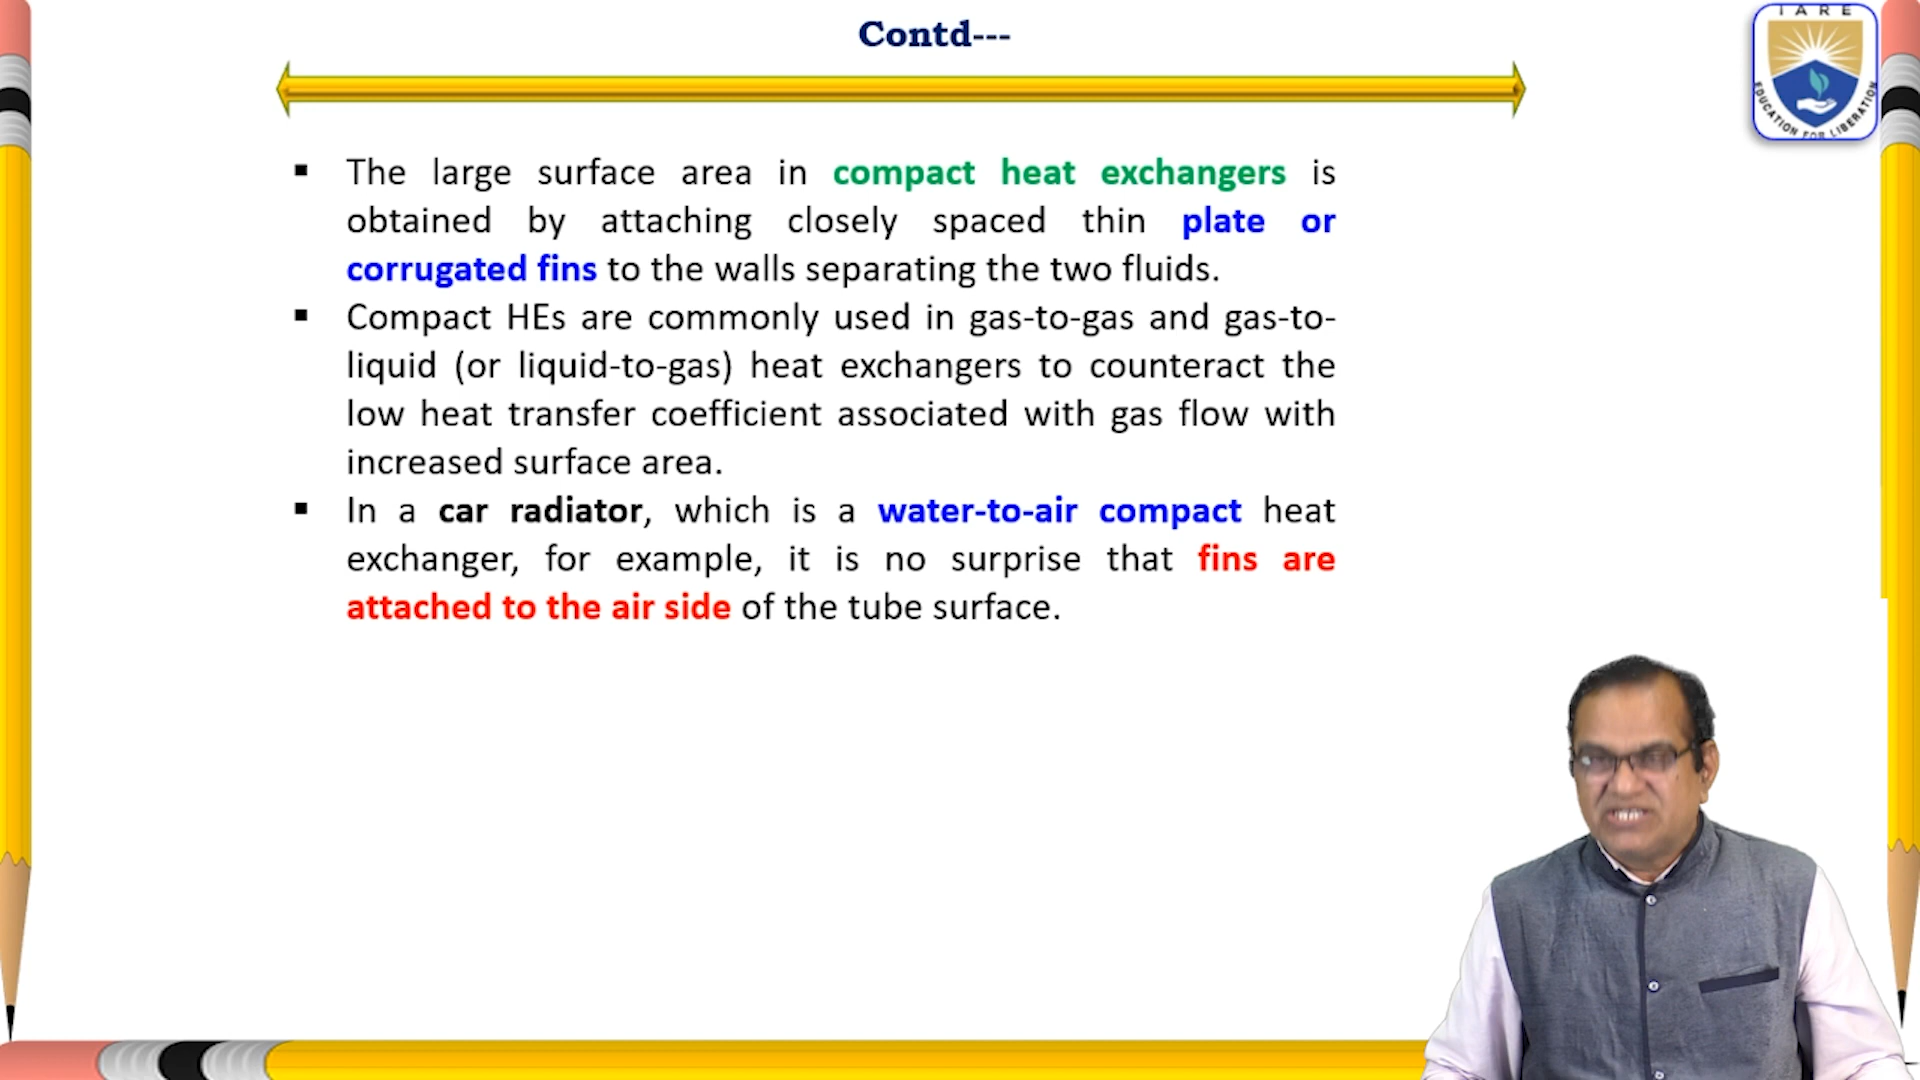 Contd---
IARE
EDUCATION FOR LIBERATION
▪ The large surface area in compact heat exchangers is
obtained by attaching closely spaced thin plate or
corrugated fins to the walls separating the two fluids.
▪ Compact HEs are commonly used in gas-to-gas and gas-to-
liquid (or liquid-to-gas) heat exchangers to counteract the
low heat transfer coefficient associated with gas flow with
increased surface area.
▪ In a car radiator, which is a water-to-air compact heat
exchanger, for example, it is no surprise that fins are
attached to the air side of the tube surface.